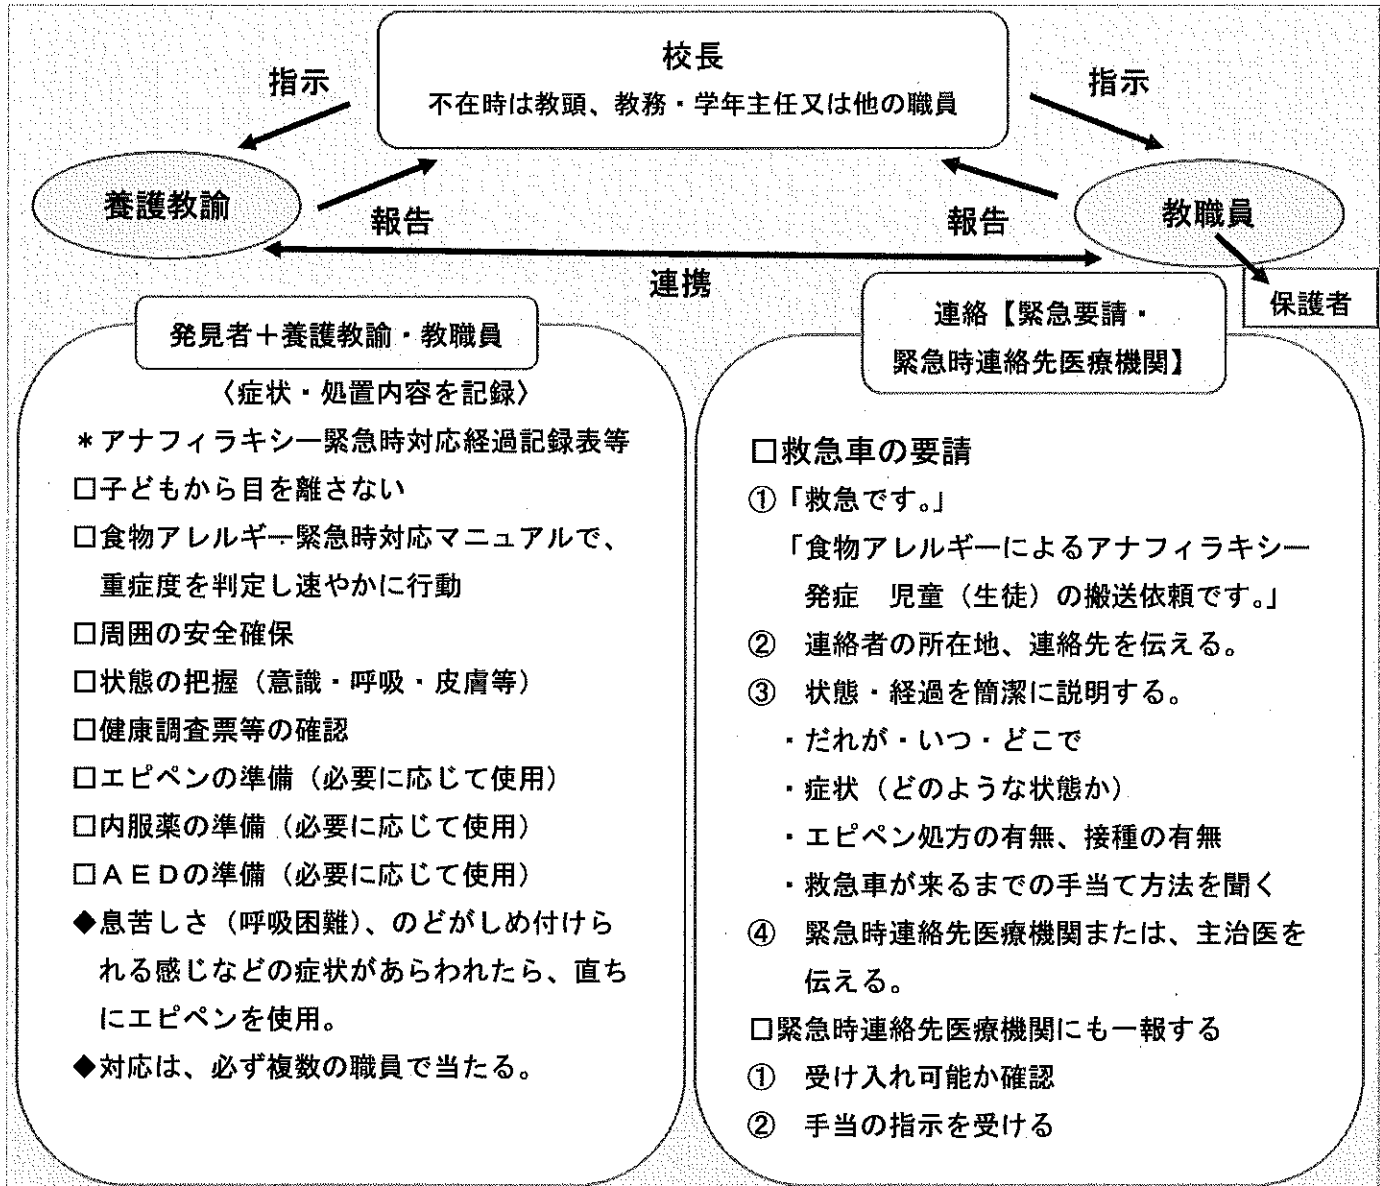 校長
不在時は教頭、教務・学年主任又は他の職員
指示
指示
養護教諭
報告
報告
教職員
連携
保護者
発見者+養護教諭・教職員
〈症状・処置内容を記録〉
*アナフィラキシー緊急時対応経過記録表等
□子どもから目を離さない
□食物アレルギー緊急時対応マニュアルで、
重症度を判定し速やかに行動
□周囲の安全確保
□状態の把握(意識・呼吸・皮膚等)
□健康調査票等の確認
□エピペンの準備(必要に応じて使用)
□内服薬の準備(必要に応じて使用)
□AEDの準備(必要に応じて使用)
◆息苦しさ(呼吸困難)、のどがしめ付けら
れる感じなどの症状があらわれたら、直ち
にエピペンを使用。
◆対応は、必ず複数の職員で当たる。
連絡【緊急要請・
緊急時連絡先医療機関】
□救急車の要請
①「救急です。」
「食物アレルギーによるアナフィラキシー
発症 児童(生徒)の搬送依頼です。」
② 連絡者の所在地、連絡先を伝える。
③ 状態・経過を簡潔に説明する。
・だれが・いつ・どこで
・症状(どのような状態か)
・エピペン処方の有無、接種の有無
・救急車が来るまでの手当て方法を聞く
④ 緊急時連絡先医療機関または、主治医を
伝える。
□緊急時連絡先医療機関にも一報する
① 受け入れ可能か確認
② 手当の指示を受ける